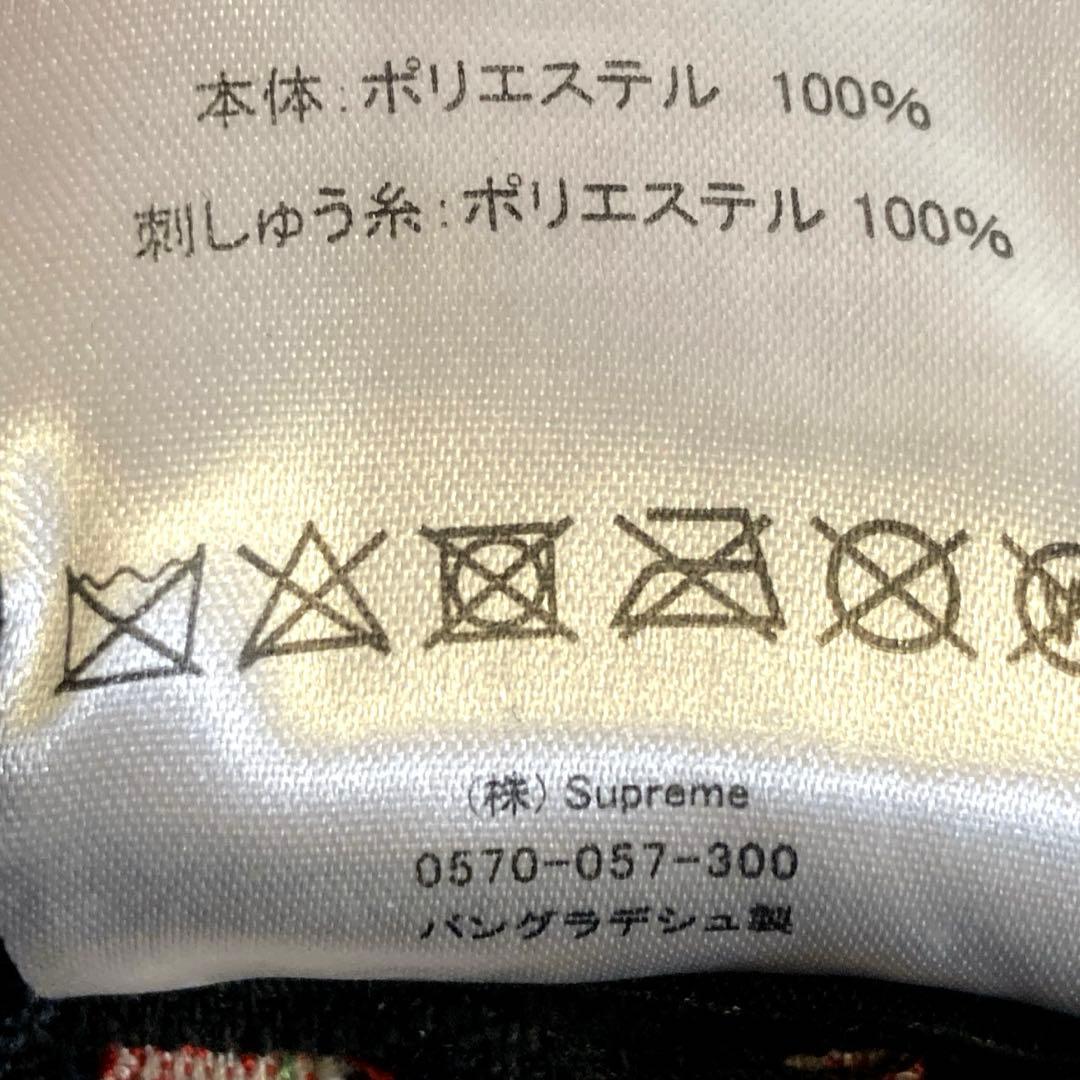 本体:ポリエステル 100%
刺しゅう糸:ポリエステル 100%
(株) Supreme
0570-057-300
バングラデシュ製